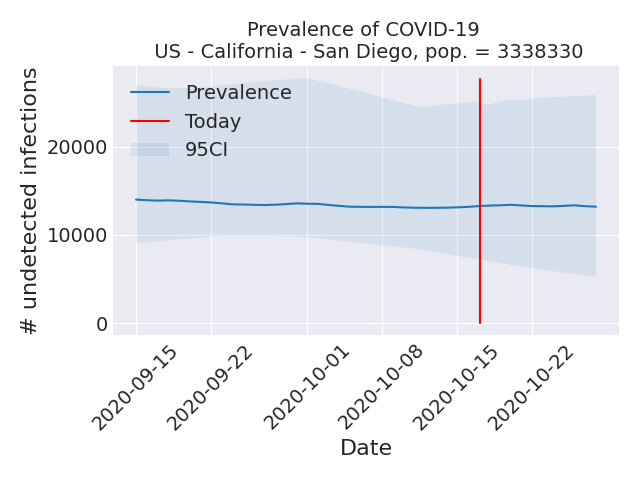 Prevalence of COVID-19
US - California - San Diego, pop. = 3338330
# undetected infections
20000
10000
0
Prevalence
Today
95CI
2020-09-15
2020-09-22
2020-10-01
2020-10-08
2020-10-15
2020-10-22
Date